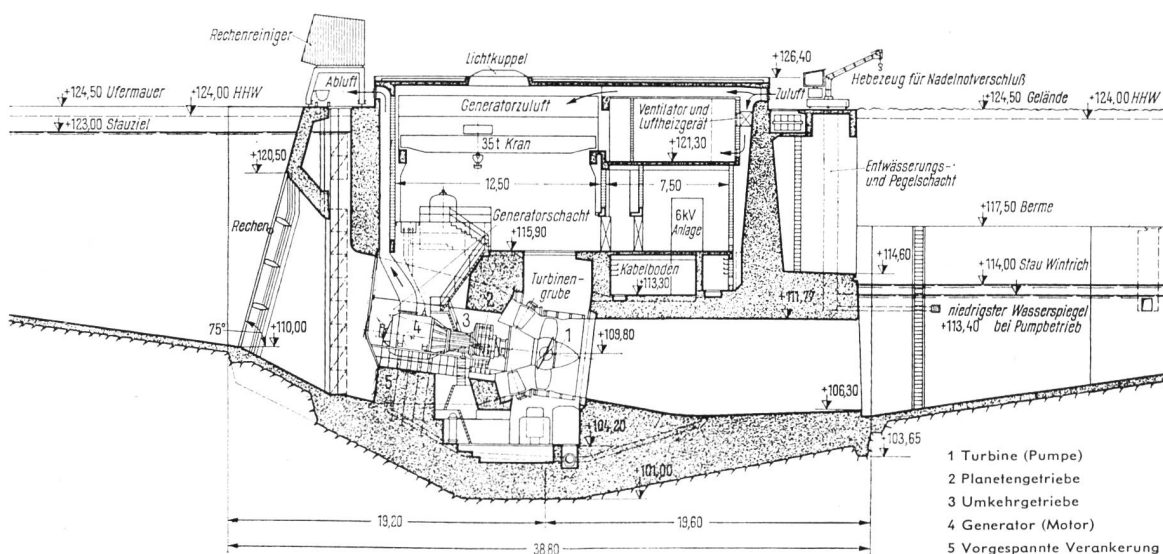 Rechenreiniger
Lichtkuppel
+126,40
Hebezeug für Nadelnotverschluß
Abluft
Zuluft
+124,50 Ufermauer
+124,00 HHW
+124,50 Gelände
+124,00 HHW
Generatorzuluft
Ventilator und
Luftheizgerät
+123,00 Stauziel
35 t Kran
+121,30
+120,50
Entwässerungs-
und Pegelschacht
12,50
7,50
Rechen
Generatorschacht
+115,90
6kV
Anlage
+117,50 Berme
Turbinen-
grube
Kabelboden
+113,30
+114,60
+114,00 Stau Wintrich
+111,77
niedrigster Wasserspiegel
bei Pumpbetrieb
+113,40
75°
+110,00
2
3
4
1
+109,80
5
+106,30
+104,20
+103,65
+101,00
1 Turbine (Pumpe)
2 Planetengetriebe
3 Umkehrgetriebe
4 Generator (Motor)
5 Vorgespannte Verankerung
19,20
19,60
38,80